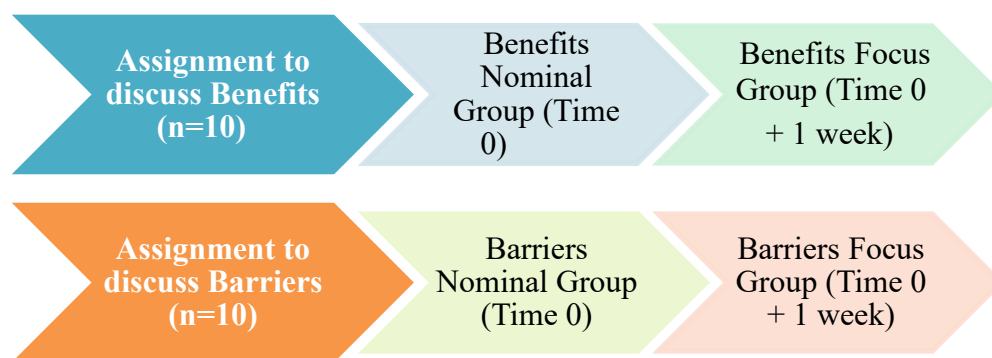 Assignment to
discuss Benefits
(n=10)
Benefits
Nominal
Group (Time
0)
Benefits Focus
Group (Time 0
+ 1 week)
Assignment to
discuss Barriers
(n=10)
Barriers
Nominal Group
(Time 0)
Barriers Focus
Group (Time 0
+ 1 week)